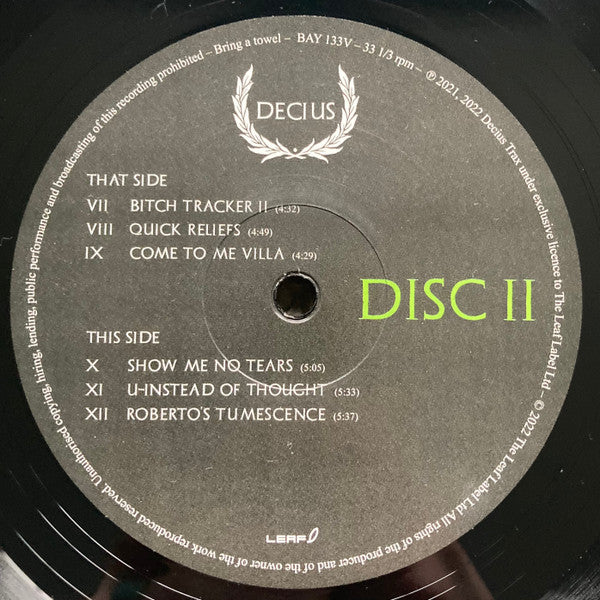 Unauthorised copying, hiring, lending, public performance and broadcasting of this recording prohibited – Bring a towel – BAY 133V – 33 1/3 rpm – ℗ 2021, 2022 Decius Trax under exclusive licence to The Leaf Label Ltd – © 2022 The Leaf Label Ltd All rights of the producer and of the owner of the work reproduced reserved.
DECIUS
THAT SIDE
VII BITCH TRACKER II (4:32)
VIII QUICK RELIEFS (4:49)
IX COME TO ME VILLA (4:29)
DISC II
THIS SIDE
X SHOW ME NO TEARS (5:05)
XI U-INSTEAD OF THOUGHT (5:33)
XII ROBERTO'S TUMESCENCE (5:37)
LEAF